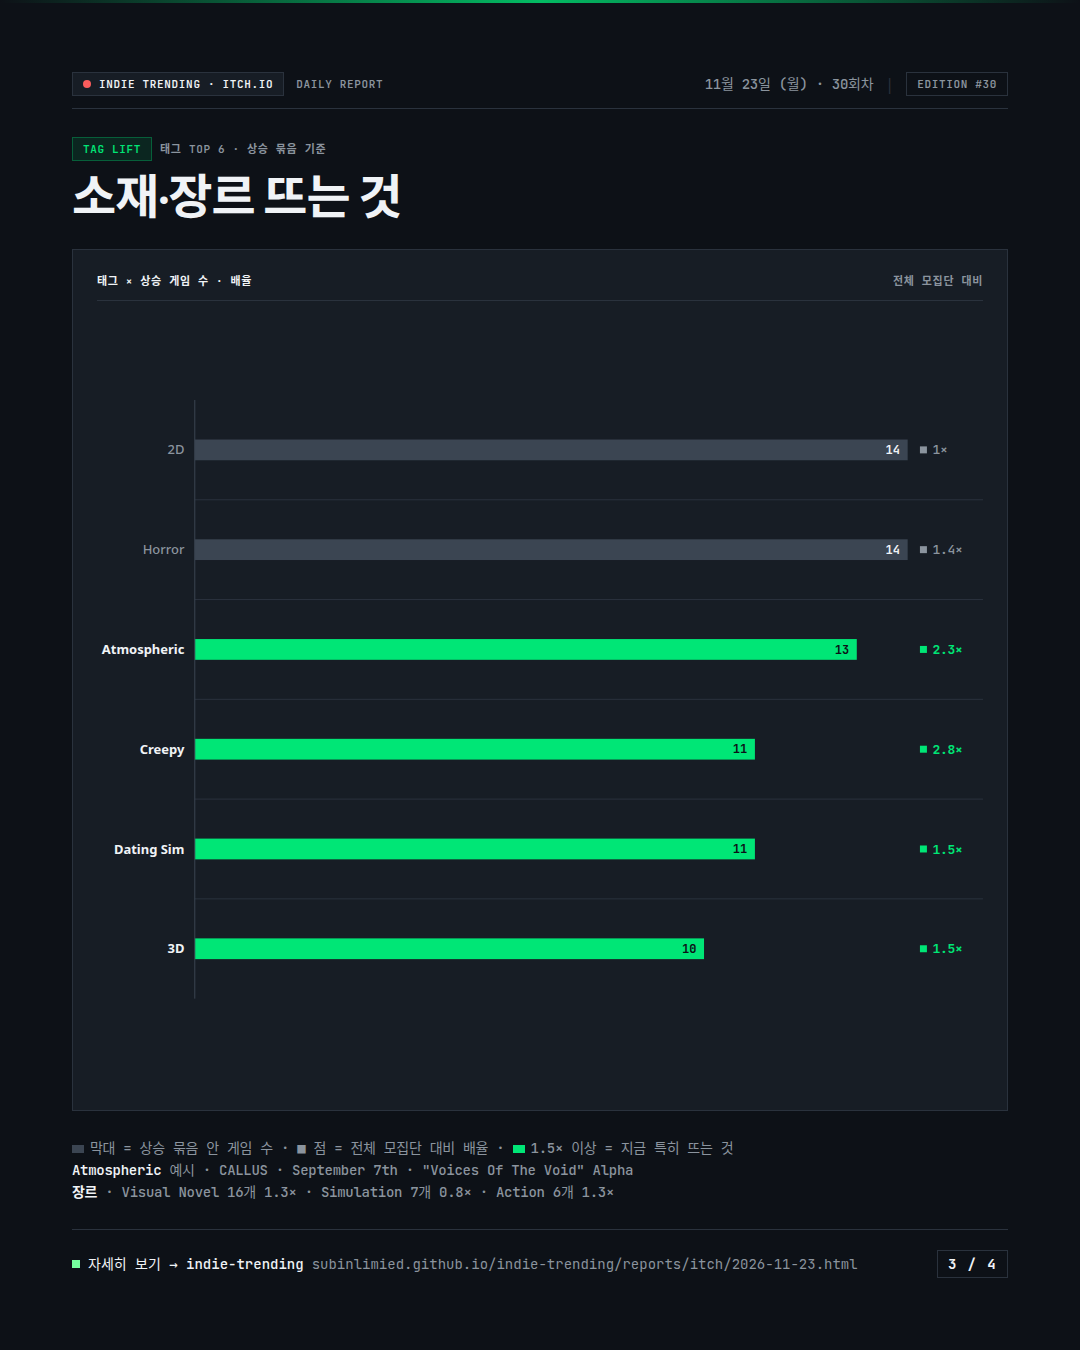 INDIE TRENDING · ITCH.IO DAILY REPORT 11월 23일 (월) · 30회차 EDITION #30
TAG LIFT 태그 TOP 6 · 상승 묶음 기준
소재·장르 뜨는 것
태그 × 상승 게임 수 · 배율 전체 모집단 대비
2D 14 1×
Horror 14 1.4×
Atmospheric 13 2.3×
Creepy 11 2.8×
Dating Sim 11 1.5×
3D 10 1.5×
막대 = 상승 묶음 안 게임 수 · ■ 점 = 전체 모집단 대비 배율 · 1.5× 이상 = 지금 특히 뜨는 것
Atmospheric 예시 · CALLUS · September 7th · "Voices Of The Void" Alpha
장르 · Visual Novel 16개 1.3× · Simulation 7개 0.8× · Action 6개 1.3×
자세히 보기 → indie-trending subinlimied.github.io/indie-trending/reports/itch/2026-11-23.html 3 / 4